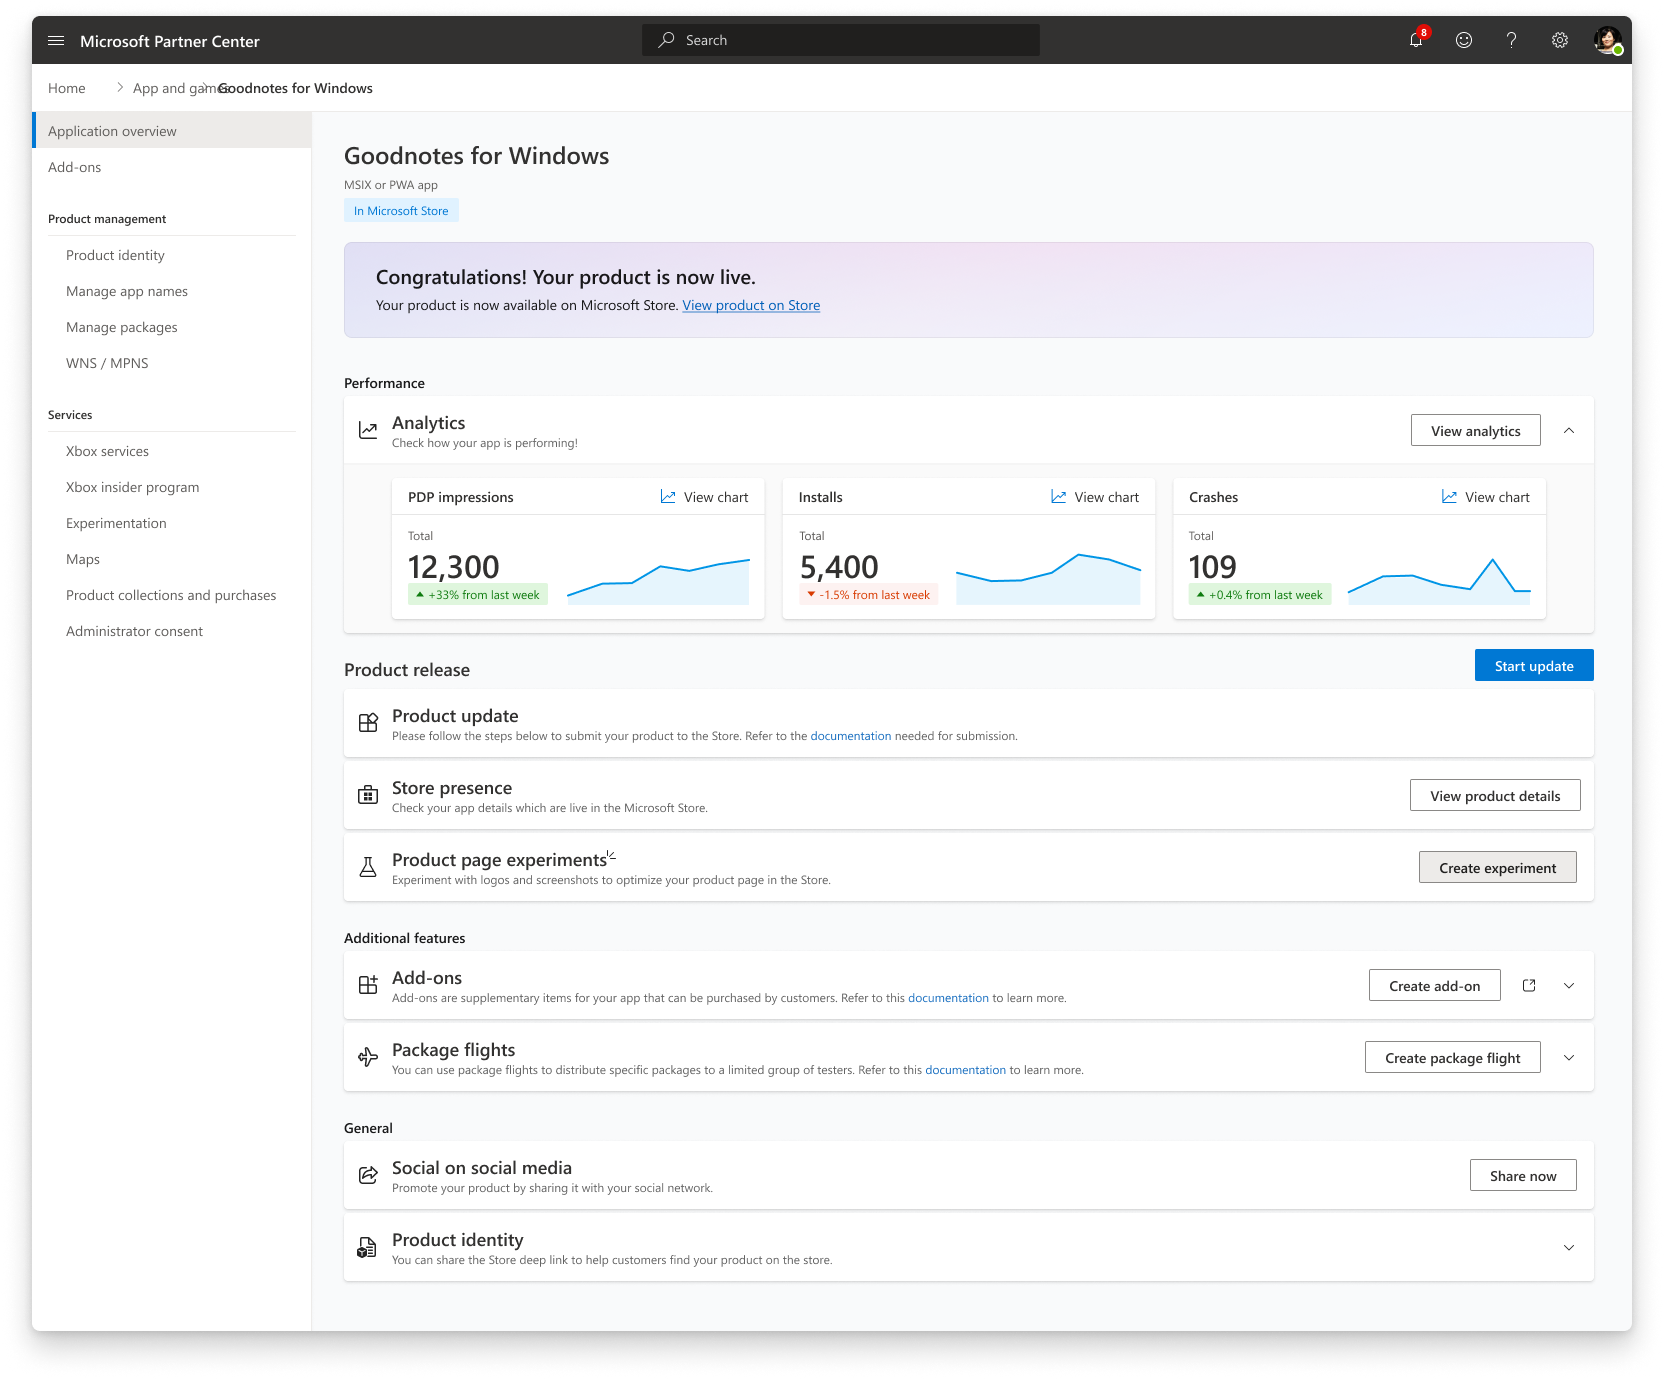 Microsoft Partner Center
Search
8
Home
App and games
Goodnotes for Windows
Application overview
Add-ons
Product management
Product identity
Manage app names
Manage packages
WNS / MPNS
Services
Xbox services
Xbox insider program
Experimentation
Maps
Product collections and purchases
Administrator consent
Goodnotes for Windows
MSIX or PWA app
In Microsoft Store
Congratulations! Your product is now live.
Your product is now available on Microsoft Store. View product on Store
Performance
Analytics
Check how your app is performing!
View analytics
PDP impressions
View chart
Total
12,300
+33% from last week
Installs
View chart
Total
5,400
-1.5% from last week
Crashes
View chart
Total
109
+0.4% from last week
Product release
Start update
Product update
Please follow the steps below to submit your product to the Store. Refer to the documentation needed for submission.
Store presence
Check your app details which are live in the Microsoft Store.
View product details
Product page experiments
Experiment with logos and screenshots to optimize your product page in the Store.
Create experiment
Additional features
Add-ons
Add-ons are supplementary items for your app that can be purchased by customers. Refer to this documentation to learn more.
Create add-on
Package flights
You can use package flights to distribute specific packages to a limited group of testers. Refer to this documentation to learn more.
Create package flight
General
Social on social media
Promote your product by sharing it with your social network.
Share now
Product identity
You can share the Store deep link to help customers find your product on the store.